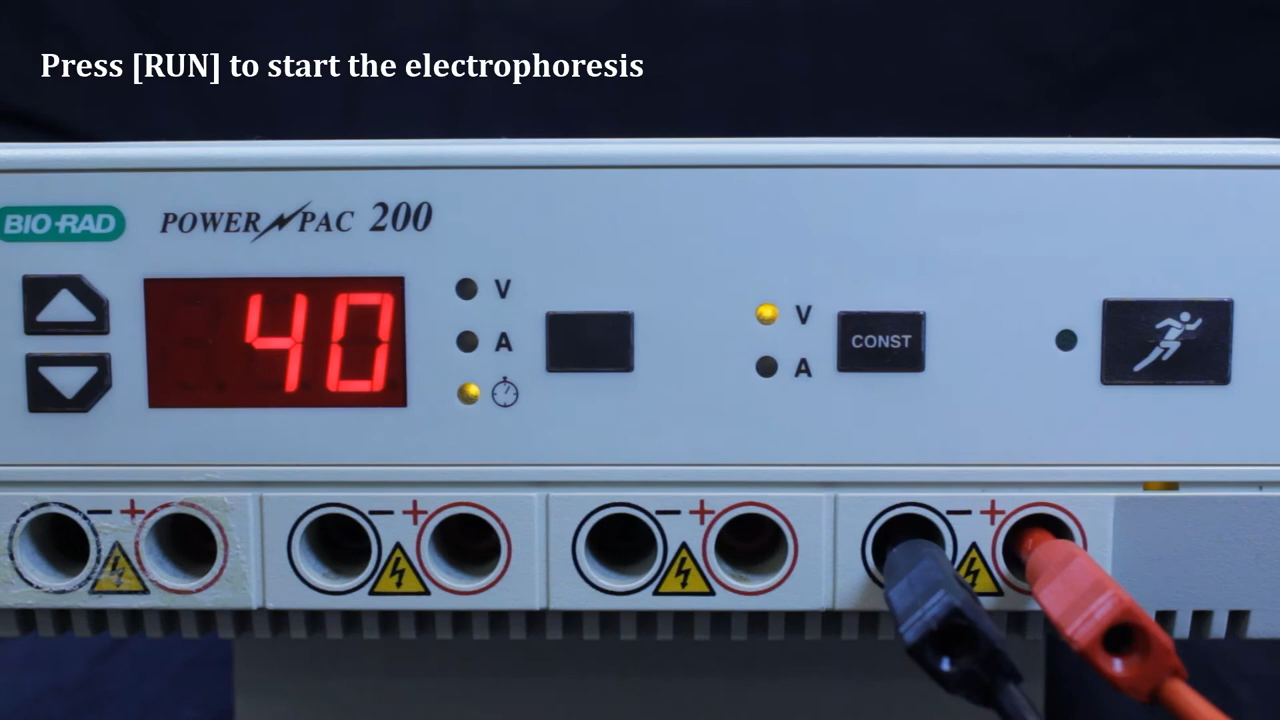 Press [RUN] to start the electrophoresis
BIO-RAD
POWER PAC 200
40
V
A
V
A
CONST
- +
- +
- +
- +